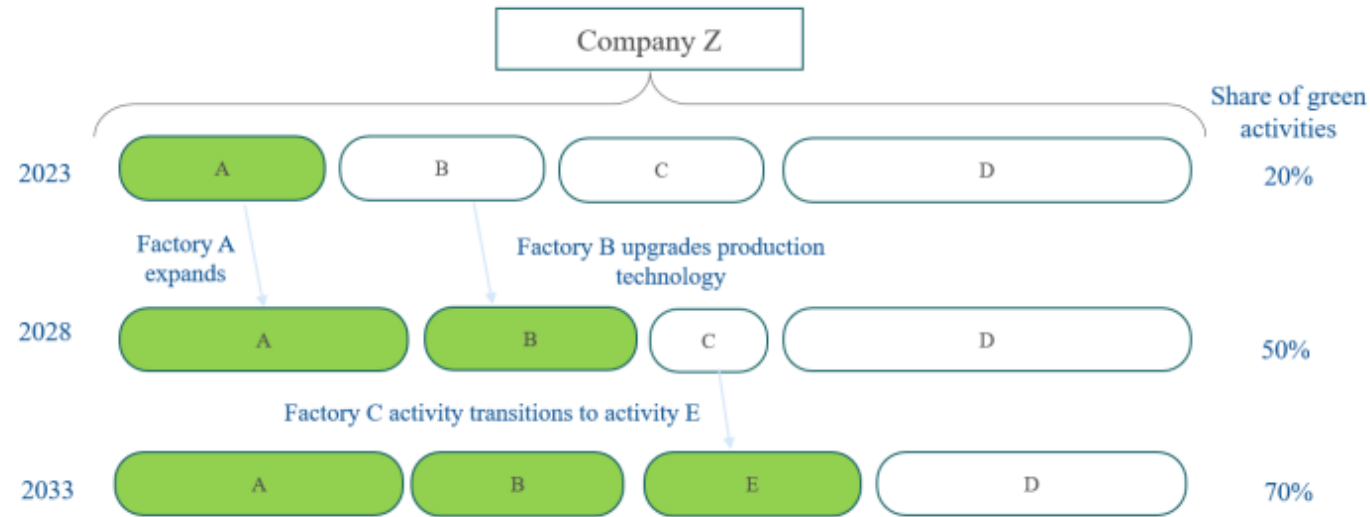 Company Z
Share of green
activities
2023
A
B
C
D
20%
Factory A
expands
Factory B upgrades production
technology
2028
A
B
C
D
50%
Factory C activity transitions to activity E
2033
A
B
E
D
70%